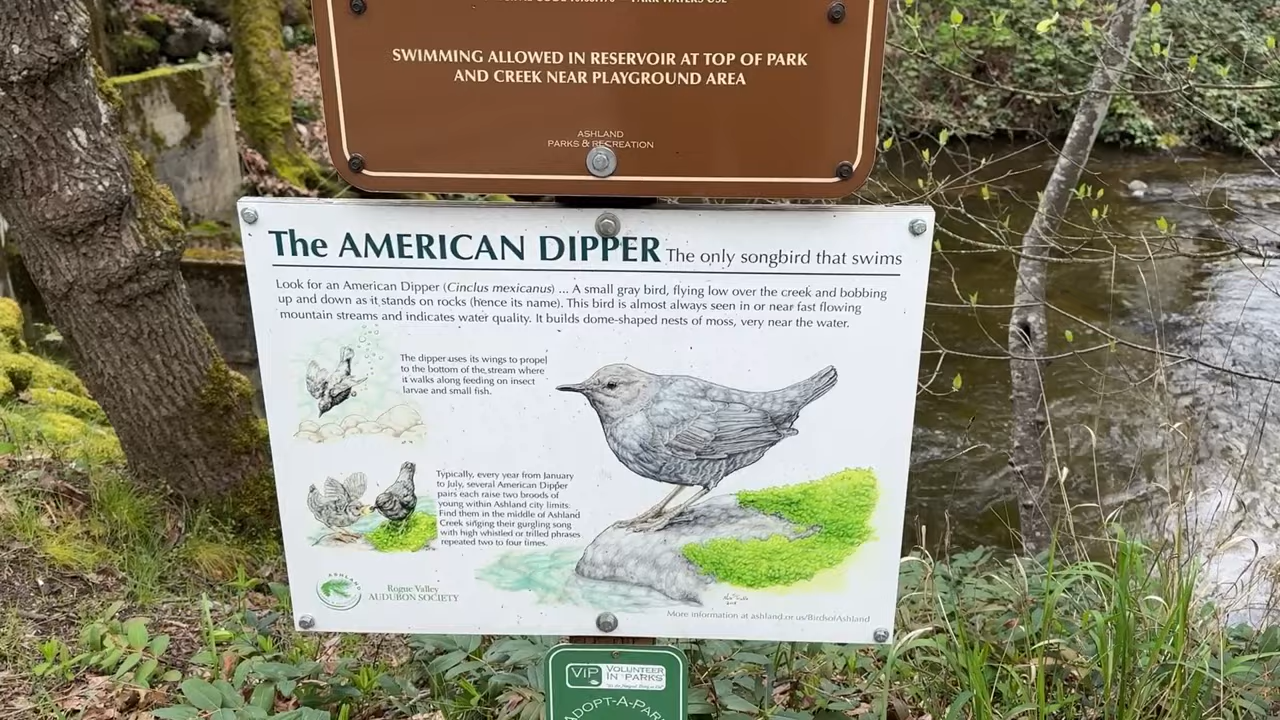 PARK WATERS USE
SWIMMING ALLOWED IN RESERVOIR AT TOP OF PARK
AND CREEK NEAR PLAYGROUND AREA
ASHLAND
PARKS & RECREATION
The AMERICAN DIPPER The only songbird that swims
Look for an American Dipper (Cinclus mexicanus) ... A small gray bird, flying low over the creek and bobbing
up and down as it stands on rocks (hence its name). This bird is almost always seen in or near fast flowing
mountain streams and indicates water quality. It builds dome-shaped nests of moss, very near the water.
The dipper uses its wings to propel
to the bottom of the stream where
it walks along feeding on insect
larvae and small fish.
Typically, every year from January
to July, several American Dipper
pairs each raise two broods of
young within Ashland city limits.
Find them in the middle of Ashland
Creek singing their gurgling song
with high whistled or trilled phrases
repeated two to four times.
ASHLAND
Rogue Valley
AUDUBON SOCIETY
More information at ashland.or.us/BirdsofAshland
VIP VOLUNTEER
IN PARKS
ADOPT-A-PARK